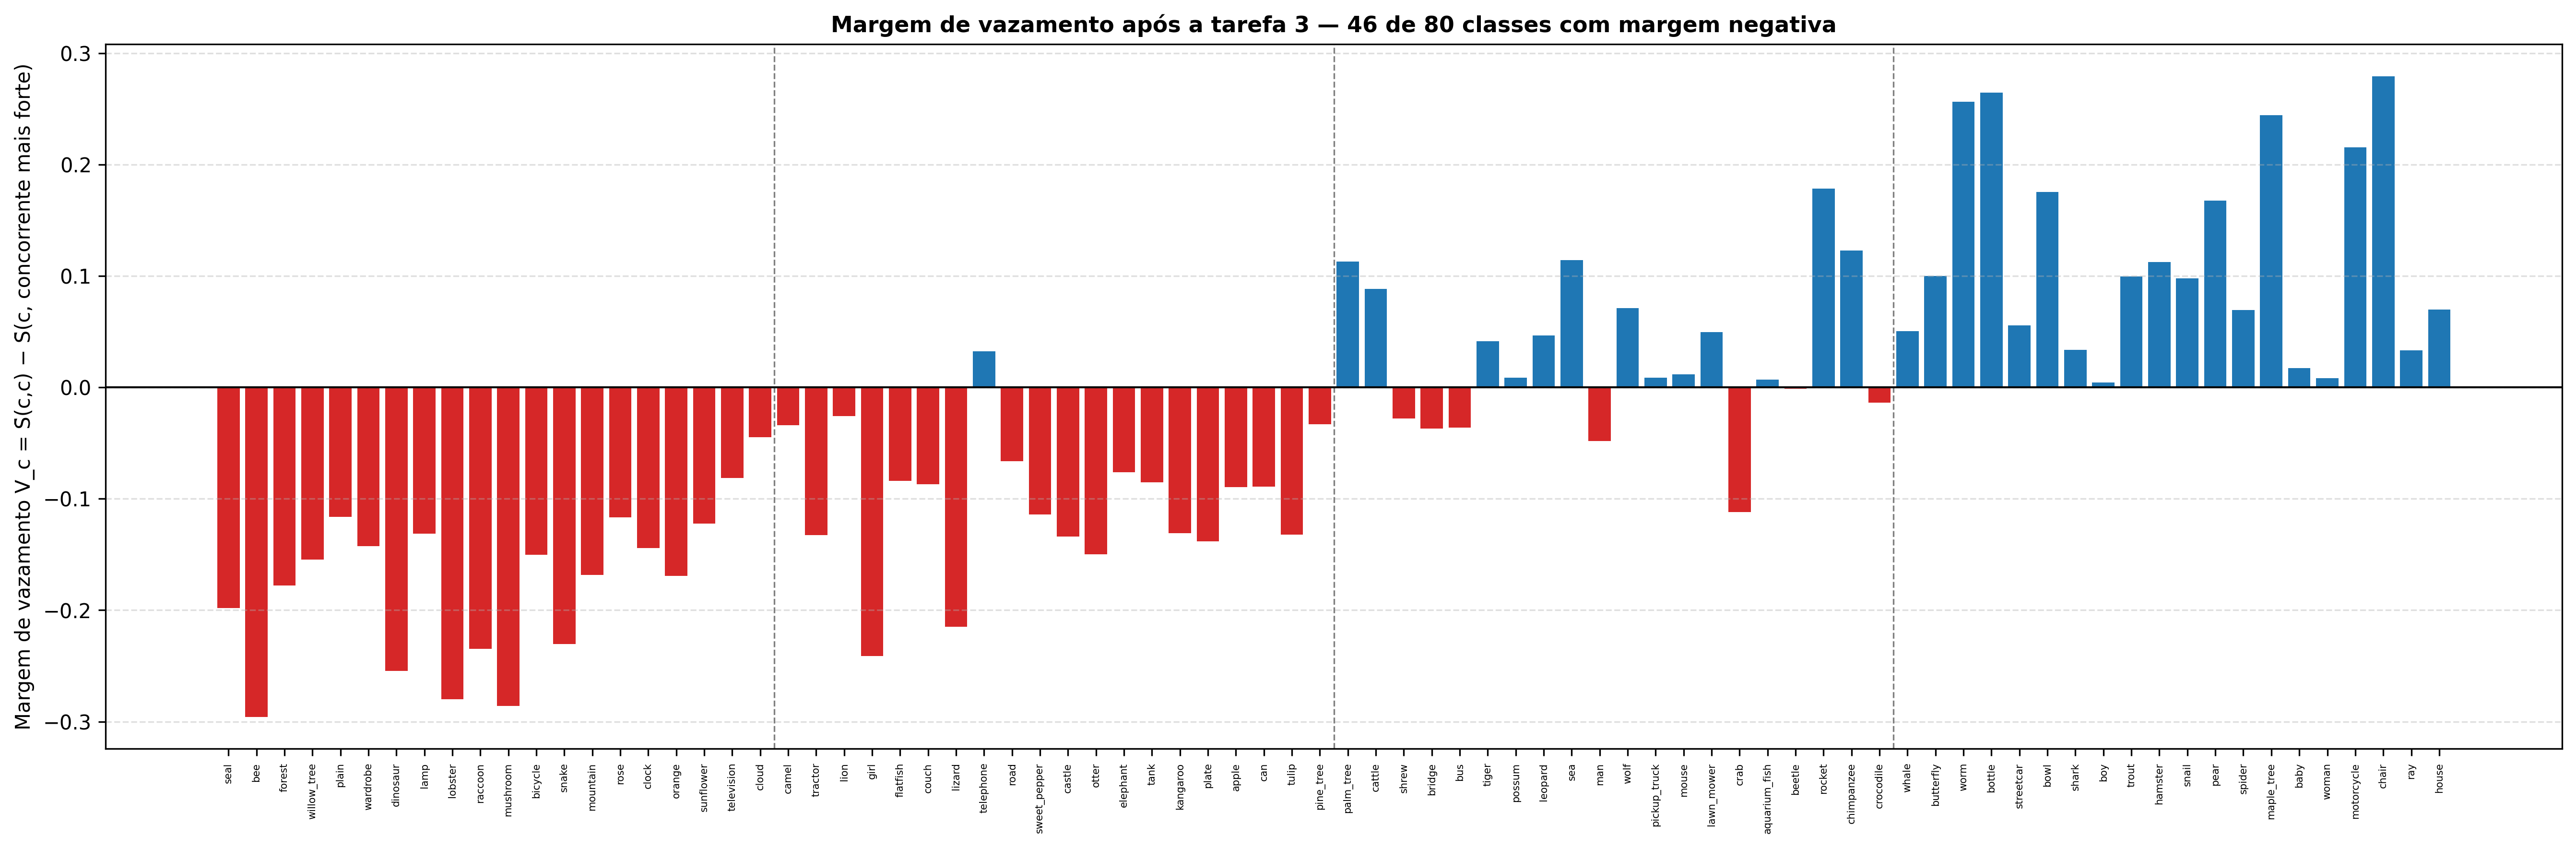 Margem de vazamento após a tarefa 3 — 46 de 80 classes com margem negativa
Margem de vazamento V_c = S(c,c) − S(c, concorrente mais forte)
0.3
0.2
0.1
0.0
−0.1
−0.2
−0.3
seal
bee
forest
willow_tree
plain
wardrobe
dinosaur
lamp
lobster
raccoon
mushroom
bicycle
snake
mountain
rose
clock
orange
sunflower
television
cloud
camel
tractor
lion
girl
flatfish
couch
lizard
telephone
road
sweet_pepper
castle
otter
elephant
tank
kangaroo
plate
apple
can
tulip
pine_tree
palm_tree
cattle
shrew
bridge
bus
tiger
possum
leopard
sea
man
wolf
pickup_truck
mouse
lawn_mower
crab
aquarium_fish
beetle
rocket
chimpanzee
crocodile
whale
butterfly
worm
bottle
streetcar
bowl
shark
boy
trout
hamster
snail
pear
spider
maple_tree
baby
woman
motorcycle
chair
ray
house